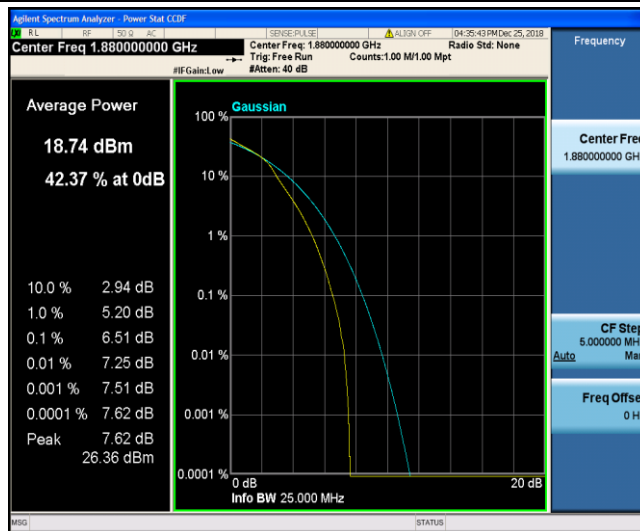 Agilent Spectrum Analyzer - Power Stat CCDF
RL RF 50 Ω AC SENSE:PULSE ALIGN OFF 04:35:43 PM Dec 25, 2018
Center Freq 1.880000000 GHz
Center Freq: 1.880000000 GHz Radio Std: None
Trig: Free Run Counts:1.00 M/1.00 Mpt
#IFGain:Low #Atten: 40 dB
Frequency
Average Power
18.74 dBm
42.37 % at 0dB
10.0 % 2.94 dB
1.0 % 5.20 dB
0.1 % 6.51 dB
0.01 % 7.25 dB
0.001 % 7.51 dB
0.0001 % 7.62 dB
Peak 7.62 dB
26.36 dBm
Gaussian
100 %
10 %
1 %
0.1 %
0.01 %
0.001 %
0.0001 %
0 dB 20 dB
Info BW 25.000 MHz
Center Fre
1.880000000 GH
CF Step
5.000000 MH
Auto Ma
Freq Offse
0 H
MSG STATUS